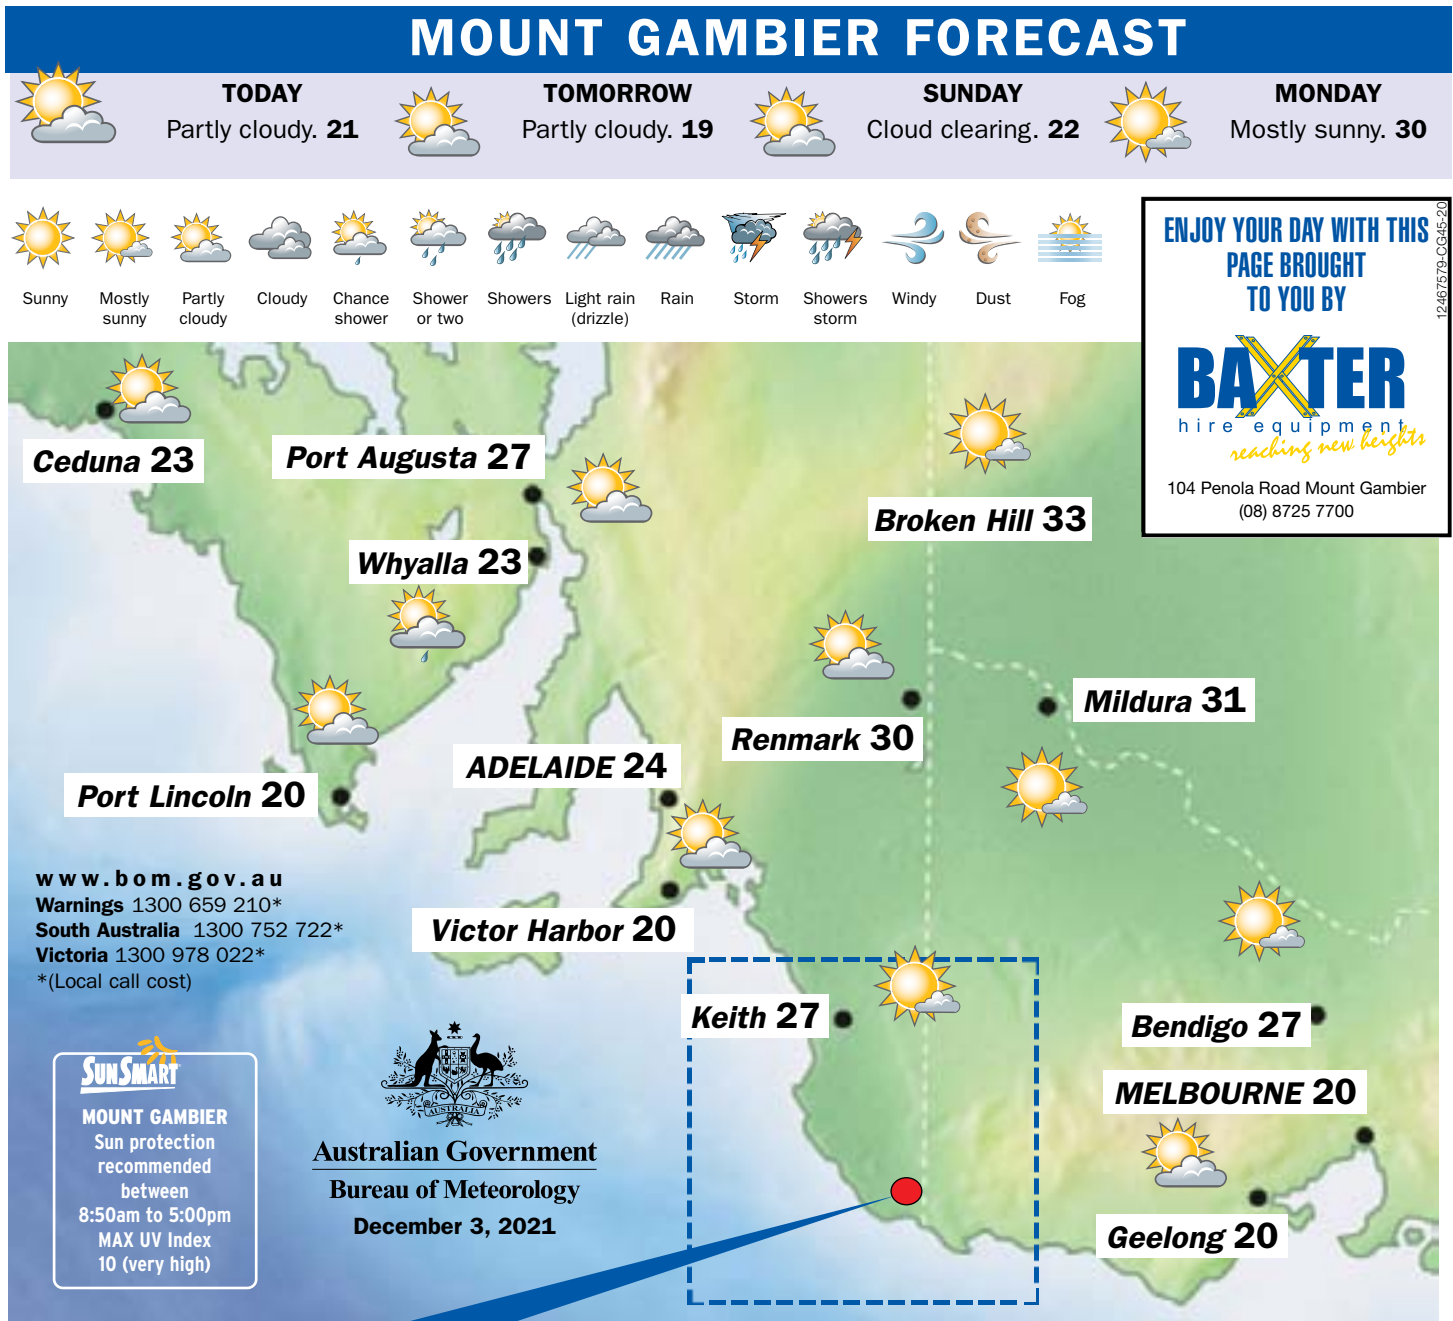 MOUNT GAMBIER FORECAST
TODAY
Partly cloudy. 21
TOMORROW
Partly cloudy. 19
SUNDAY
Cloud clearing. 22
MONDAY
Mostly sunny. 30
Sunny
Mostly
sunny
Partly
cloudy
Cloudy
Chance
shower
Shower
or two
Showers
Light rain
(drizzle)
Rain
Storm
Showers
storm
Windy
Dust
Fog
ENJOY YOUR DAY WITH THIS
PAGE BROUGHT
TO YOU BY
BAXTER
hire equipment
reaching new heights
104 Penola Road Mount Gambier
(08) 8725 7700
12467579-CG45-20
Ceduna 23
Port Augusta 27
Whyalla 23
Broken Hill 33
Renmark 30
Mildura 31
ADELAIDE 24
Port Lincoln 20
Victor Harbor 20
Keith 27
Bendigo 27
MELBOURNE 20
Geelong 20
www.bom.gov.au
Warnings 1300 659 210*
South Australia 1300 752 722*
Victoria 1300 978 022*
*(Local call cost)
SUNSMART
MOUNT GAMBIER
Sun protection
recommended
between
8:50am to 5:00pm
MAX UV Index
10 (very high)
AUSTRALIA
Australian Government
Bureau of Meteorology
December 3, 2021